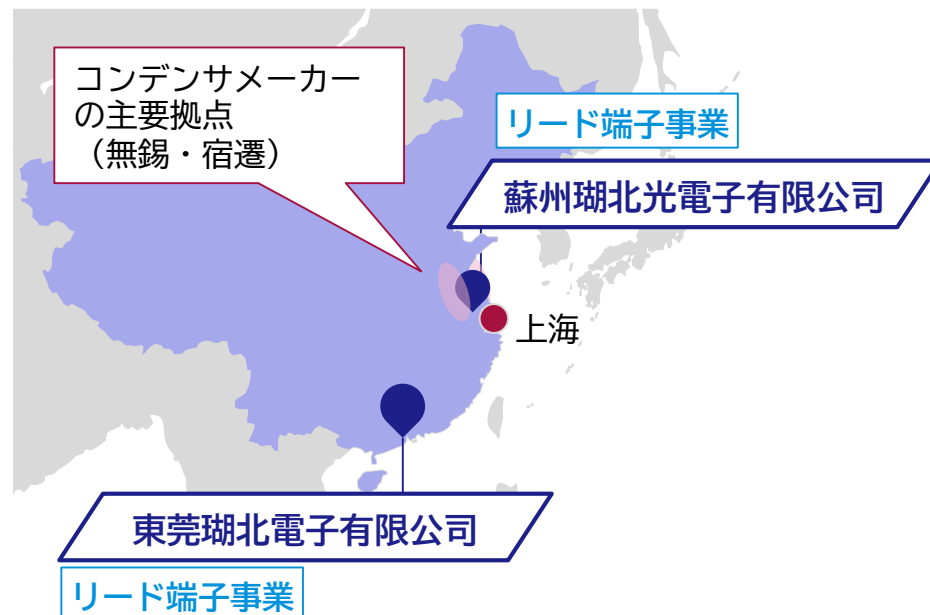 コンデンサメーカー
の主要拠点
（無錫・宿遷）
リード端子事業
蘇州瑚北光電子有限公司
上海
東莞瑚北電子有限公司
リード端子事業